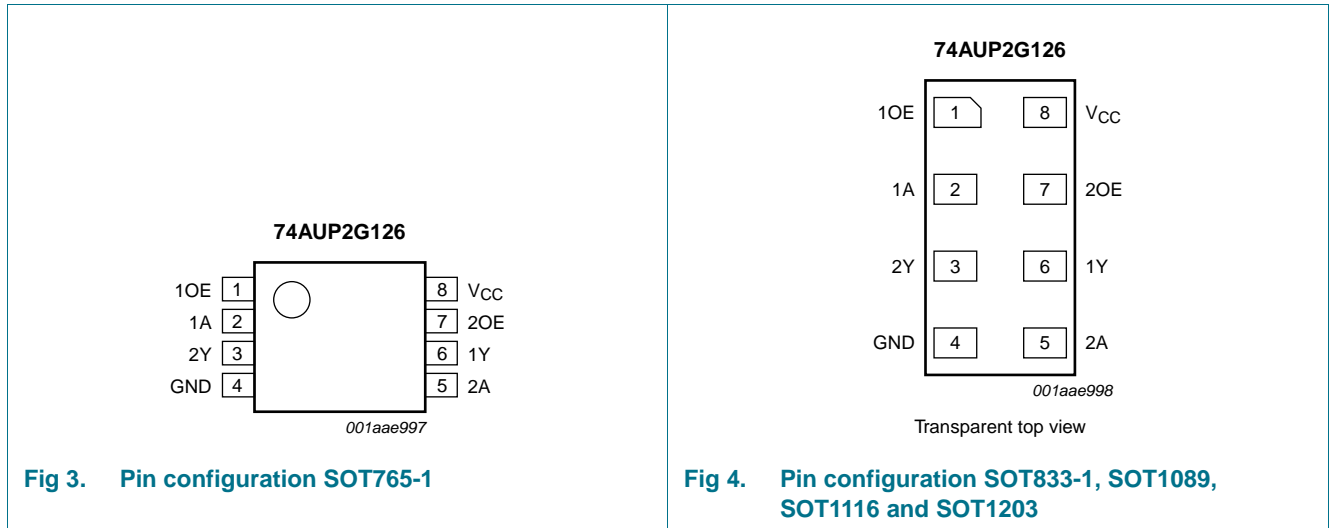 74AUP2G126
1OE 1 8 VCC
1A 2 7 2OE
2Y 3 6 1Y
GND 4 5 2A
001aae997
Fig 3. Pin configuration SOT765-1
74AUP2G126
1OE 1 8 VCC
1A 2 7 2OE
2Y 3 6 1Y
GND 4 5 2A
001aae998
Transparent top view
Fig 4. Pin configuration SOT833-1, SOT1089,
SOT1116 and SOT1203